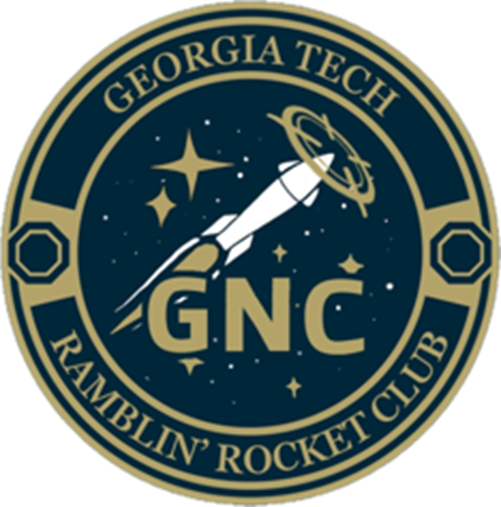 GEORGIA TECH
GNC
RAMBLIN' ROCKET CLUB